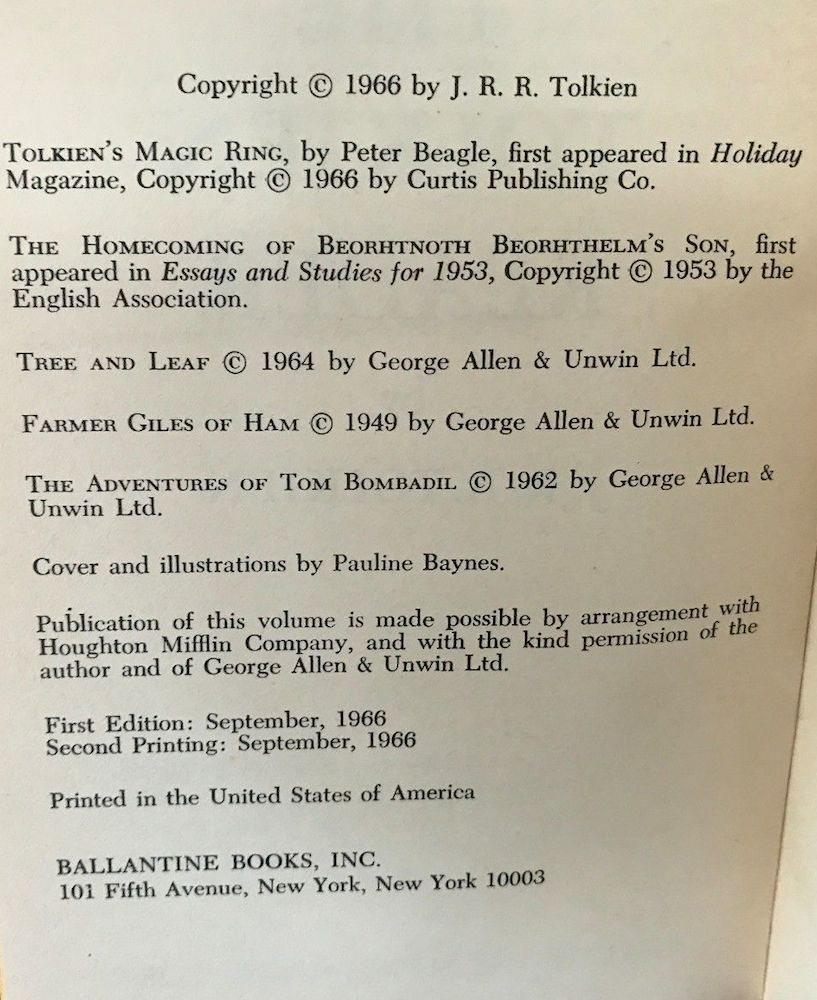 Copyright © 1966 by J. R. R. Tolkien
TOLKIEN'S MAGIC RING, by Peter Beagle, first appeared in Holiday
Magazine, Copyright © 1966 by Curtis Publishing Co.
THE HOMECOMING OF BEORHTNOTH BEORHTHELM'S SON, first
appeared in Essays and Studies for 1953, Copyright © 1953 by the
English Association.
TREE AND LEAF © 1964 by George Allen & Unwin Ltd.
FARMER GILES OF HAM © 1949 by George Allen & Unwin Ltd.
THE ADVENTURES OF TOM BOMBADIL © 1962 by George Allen &
Unwin Ltd.
Cover and illustrations by Pauline Baynes.
Publication of this volume is made possible by arrangement with
Houghton Mifflin Company, and with the kind permission of the
author and of George Allen & Unwin Ltd.
First Edition: September, 1966
Second Printing: September, 1966
Printed in the United States of America
BALLANTINE BOOKS, INC.
101 Fifth Avenue, New York, New York 10003